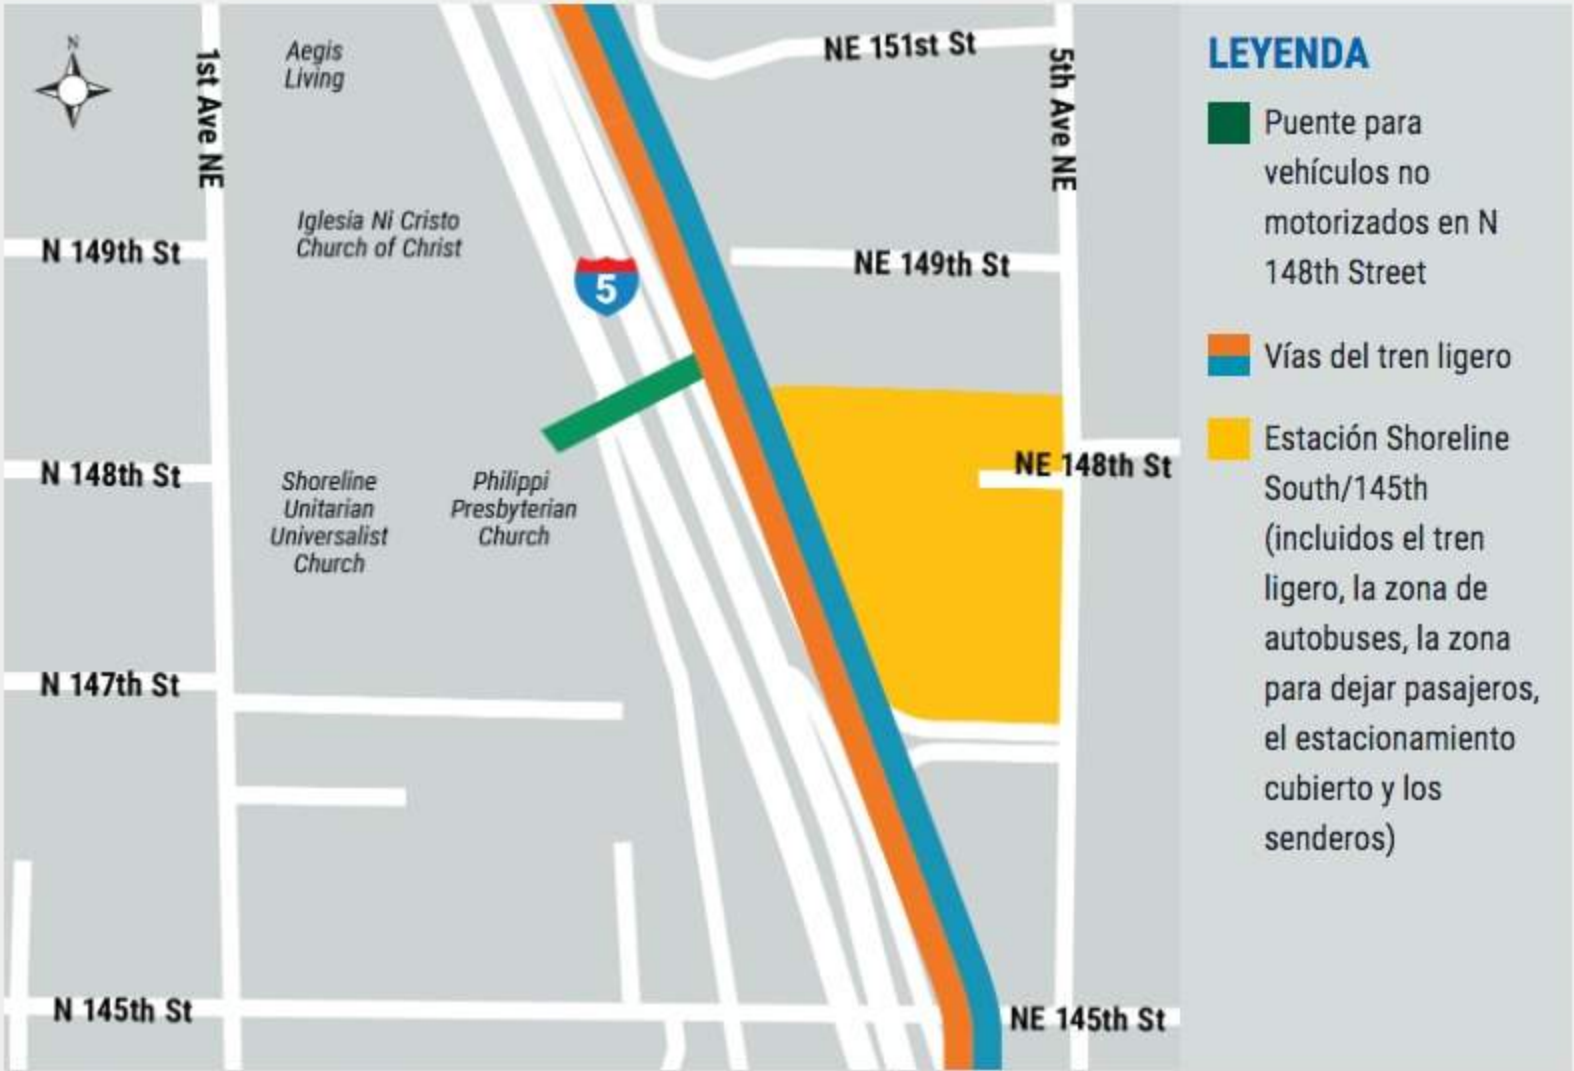 N
1st Ave NE
Aegis
Living
NE 151st St
5th Ave NE
Iglesia Ni Cristo
Church of Christ
N 149th St
5
NE 149th St
N 148th St
NE 148th St
Shoreline
Unitarian
Universalist
Church
Philippi
Presbyterian
Church
N 147th St
N 145th St
NE 145th St
LEYENDA
Puente para
vehículos no
motorizados en N
148th Street
Vías del tren ligero
Estación Shoreline
South/145th
(incluidos el tren
ligero, la zona de
autobuses, la zona
para dejar pasajeros,
el estacionamiento
cubierto y los
senderos)